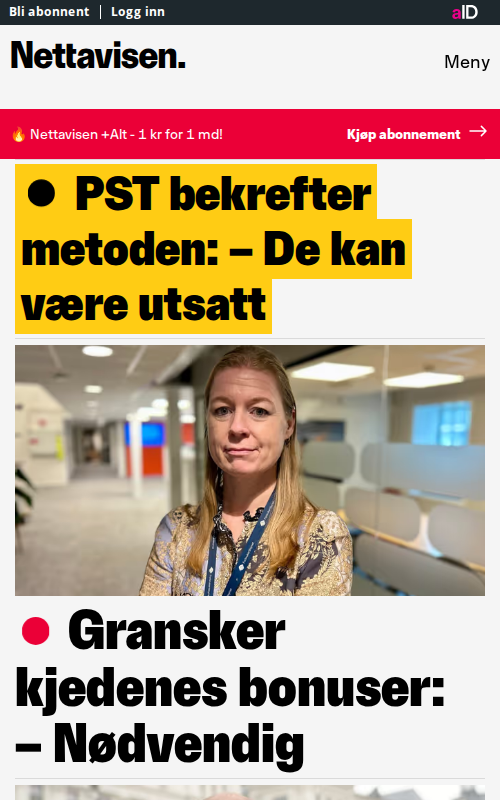 Bli abonnent | Logg inn
aID
Nettavisen.
Meny
🔥 Nettavisen +Alt - 1 kr for 1 md!
Kjøp abonnement →
● PST bekrefter
metoden: – De kan
være utsatt
● Gransker
kjedenes bonuser:
– Nødvendig